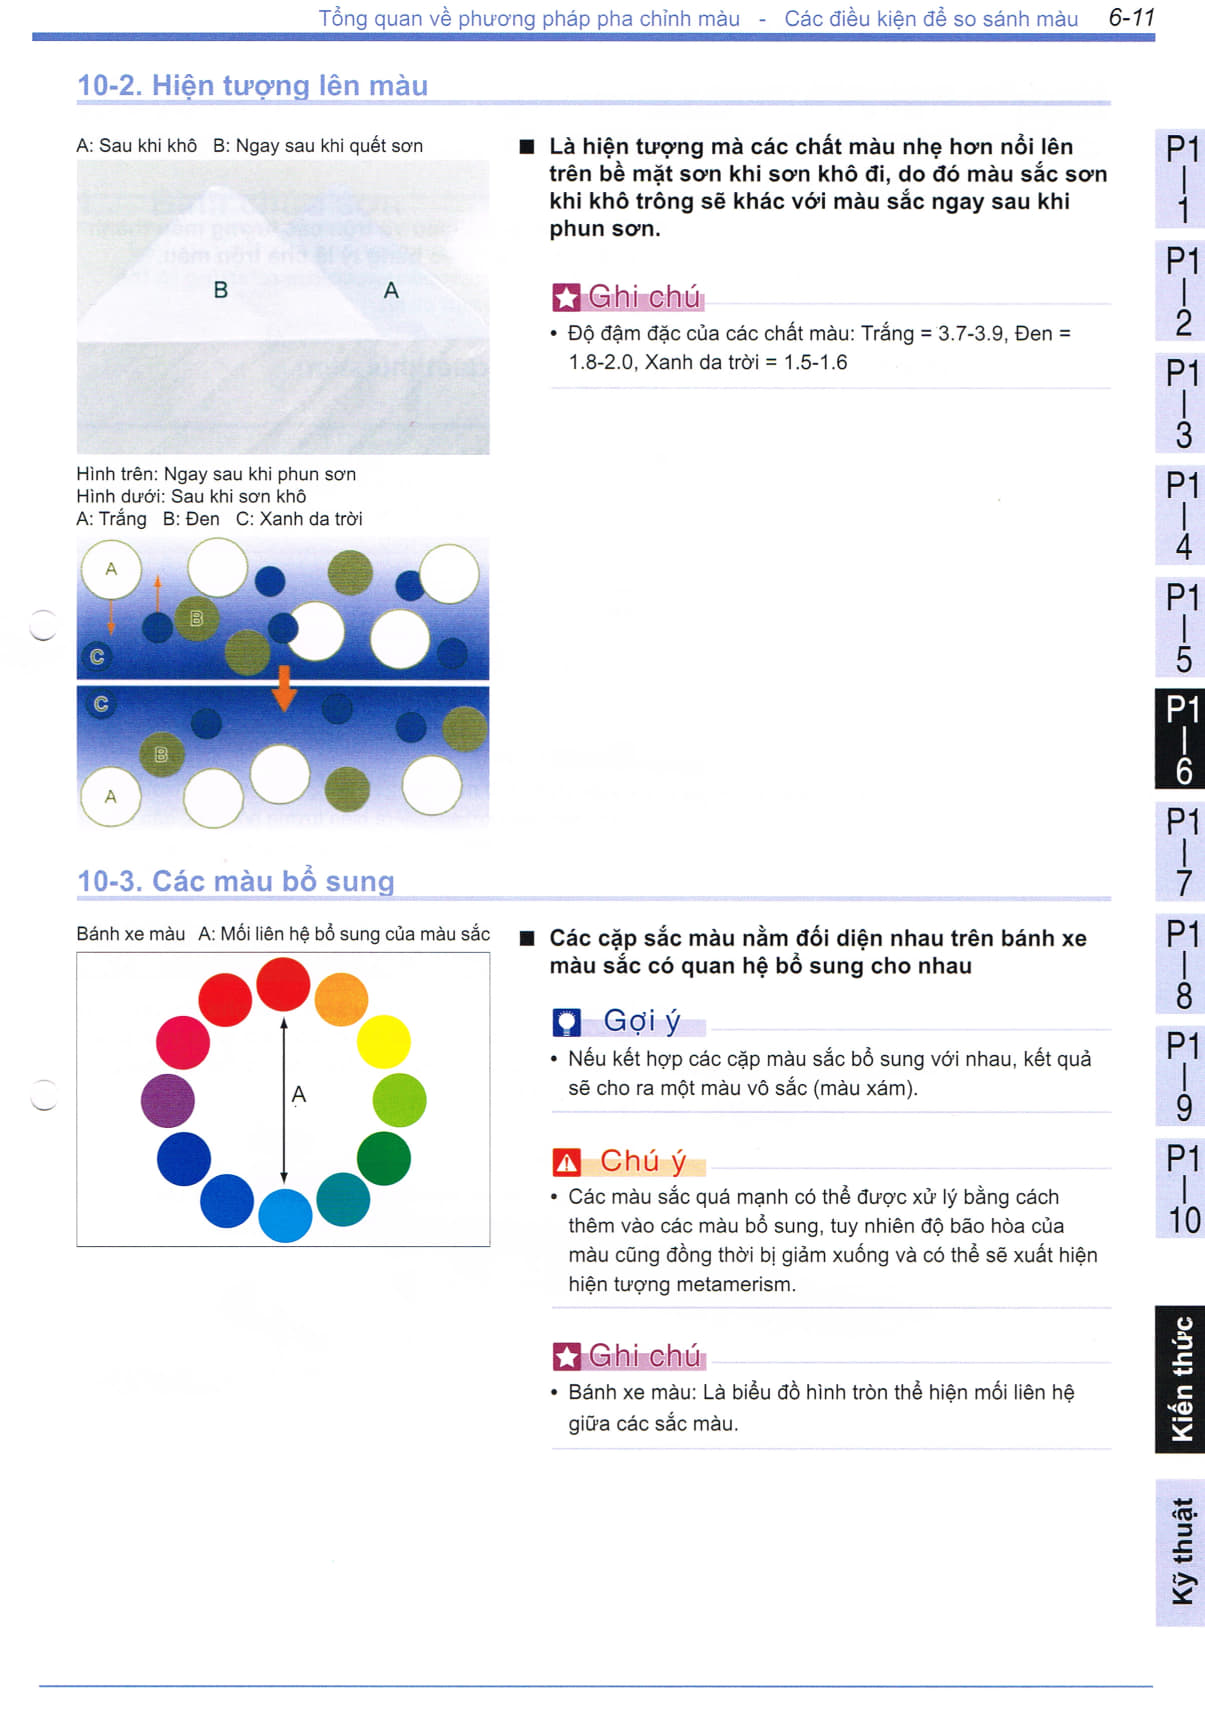 Tổng quan về phương pháp pha chỉnh màu - Các điều kiện để so sánh màu 6-11
10-2. Hiện tượng lên màu
A: Sau khi khô B: Ngay sau khi quết sơn
B
A
Hình trên: Ngay sau khi phun sơn
Hình dưới: Sau khi sơn khô
A: Trắng B: Đen C: Xanh da trời
A
B
C
C
B
A
■ Là hiện tượng mà các chất màu nhẹ hơn nổi lên
trên bề mặt sơn khi sơn khô đi, do đó màu sắc sơn
khi khô trông sẽ khác với màu sắc ngay sau khi
phun sơn.
Ghi chú
• Độ đậm đặc của các chất màu: Trắng = 3.7-3.9, Đen =
1.8-2.0, Xanh da trời = 1.5-1.6
10-3. Các màu bổ sung
Bánh xe màu A: Mối liên hệ bổ sung của màu sắc
A
■ Các cặp sắc màu nằm đối diện nhau trên bánh xe
màu sắc có quan hệ bổ sung cho nhau
Gợi ý
• Nếu kết hợp các cặp màu sắc bổ sung với nhau, kết quả
sẽ cho ra một màu vô sắc (màu xám).
Chú ý
• Các màu sắc quá mạnh có thể được xử lý bằng cách
thêm vào các màu bổ sung, tuy nhiên độ bão hòa của
màu cũng đồng thời bị giảm xuống và có thể sẽ xuất hiện
hiện tượng metamerism.
Ghi chú
• Bánh xe màu: Là biểu đồ hình tròn thể hiện mối liên hệ
giữa các sắc màu.
P1
1
P1
2
P1
3
P1
4
P1
5
P1
6
P1
7
P1
8
P1
9
P1
10
Kiến thức
Kỹ thuật